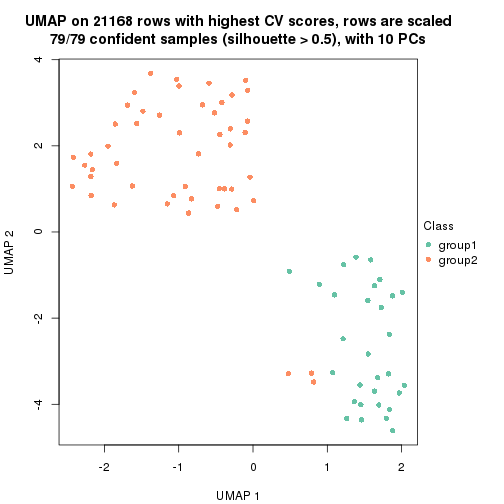 UMAP on 21168 rows with highest CV scores, rows are scaled
79/79 confident samples (silhouette > 0.5), with 10 PCs
4
2
0
-2
-4
UMAP 2
-2
-1
0
1
2
UMAP 1
Class
group1
group2